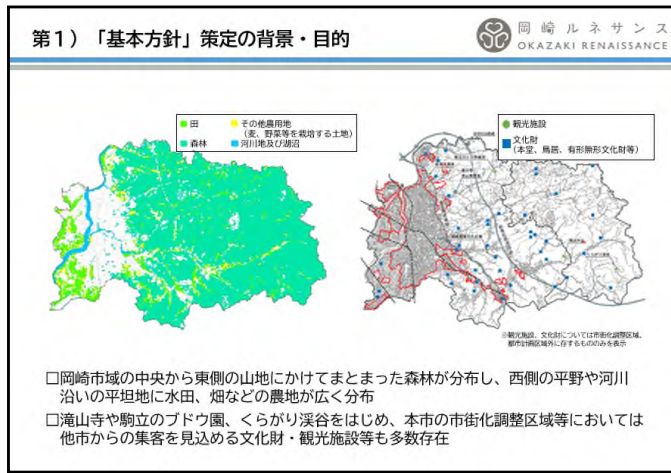 第1)「基本方針」策定の背景・目的
岡崎ルネサンス
OKAZAKI RENAISSANCE
田
その他農用地
(麦、野菜等を栽培する土地)
森林
河川地及び湖沼
観光施設
文化財
(本堂、鳥居、有形無形文化財等)
※観光施設、文化財については市街化調整区域、
都市計画区域外に存するもののみを表示
□岡崎市域の中央から東側の山地にかけてまとまった森林が分布し、西側の平野や河川
沿いの平坦地に水田、畑などの農地が広く分布
□滝山寺や駒立のブドウ園、くらがり渓谷をはじめ、本市の市街化調整区域等においては
他市からの集客を見込める文化財・観光施設等も多数存在